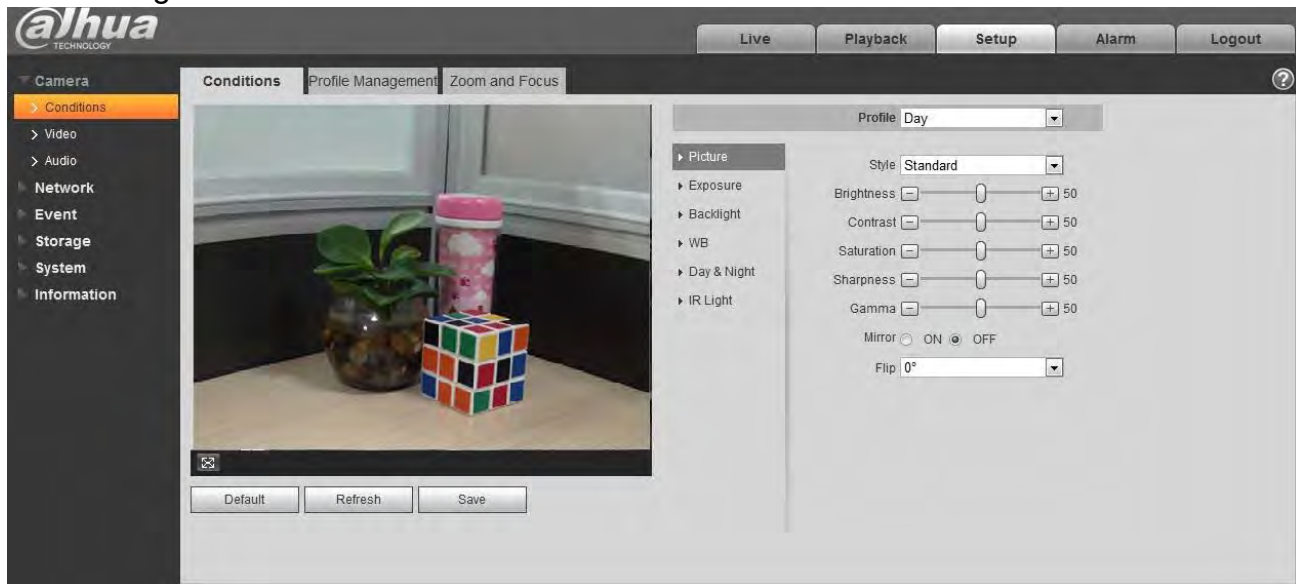 alhua
TECHNOLOGY
Live
Playback
Setup
Alarm
Logout
Camera
Conditions
Video
Audio
Network
Event
Storage
System
Information
Conditions
Profile Management
Zoom and Focus
?
Profile Day
Picture
Exposure
Backlight
WB
Day & Night
IR Light
Style Standard
Brightness 50
Contrast 50
Saturation 50
Sharpness 50
Gamma 50
Mirror ON OFF
Flip 0°
Default
Refresh
Save